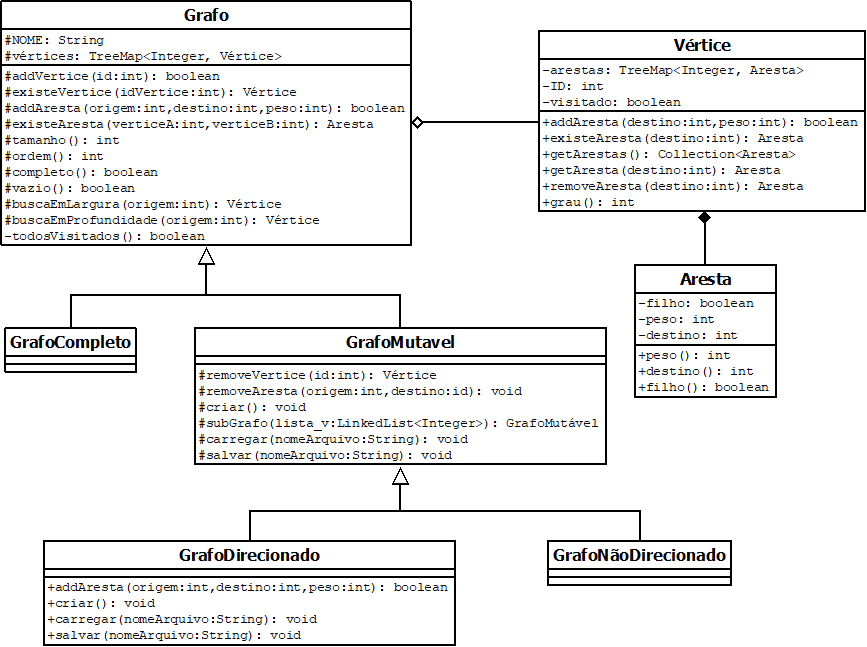 Grafo
#NOME: String
#vértices: TreeMap<Integer, Vértice>
#addVertice(id:int): boolean
#existeVertice(idVertice:int): Vértice
#addAresta(origem:int,destino:int,peso:int): boolean
#existeAresta(verticeA:int,verticeB:int): Aresta
#tamanho(): int
#ordem(): int
#completo(): boolean
#vazio(): boolean
#buscaEmLargura(origem:int): Vértice
#buscaEmProfundidade(origem:int): Vértice
-todosVisitados(): boolean
Vértice
-arestas: TreeMap<Integer, Aresta>
-ID: int
-visitado: boolean
+addAresta(destino:int,peso:int): boolean
+existeAresta(destino:int): Aresta
+getArestas(): Collection<Aresta>
+getAresta(destino:int): Aresta
+removeAresta(destino:int): Aresta
+grau(): int
Aresta
-filho: boolean
-peso: int
-destino: int
+peso(): int
+destino(): int
+filho(): boolean
GrafoCompleto
GrafoMutavel
#removeVertice(id:int): Vértice
#removeAresta(origem:int,destino:id): void
#criar(): void
#subGrafo(lista_v:LinkedList<Integer>): GrafoMutável
#carregar(nomeArquivo:String): void
#salvar(nomeArquivo:String): void
GrafoDirecionado
+addAresta(origem:int,destino:int,peso:int): boolean
+criar(): void
+carregar(nomeArquivo:String): void
+salvar(nomeArquivo:String): void
GrafoNãoDirecionado